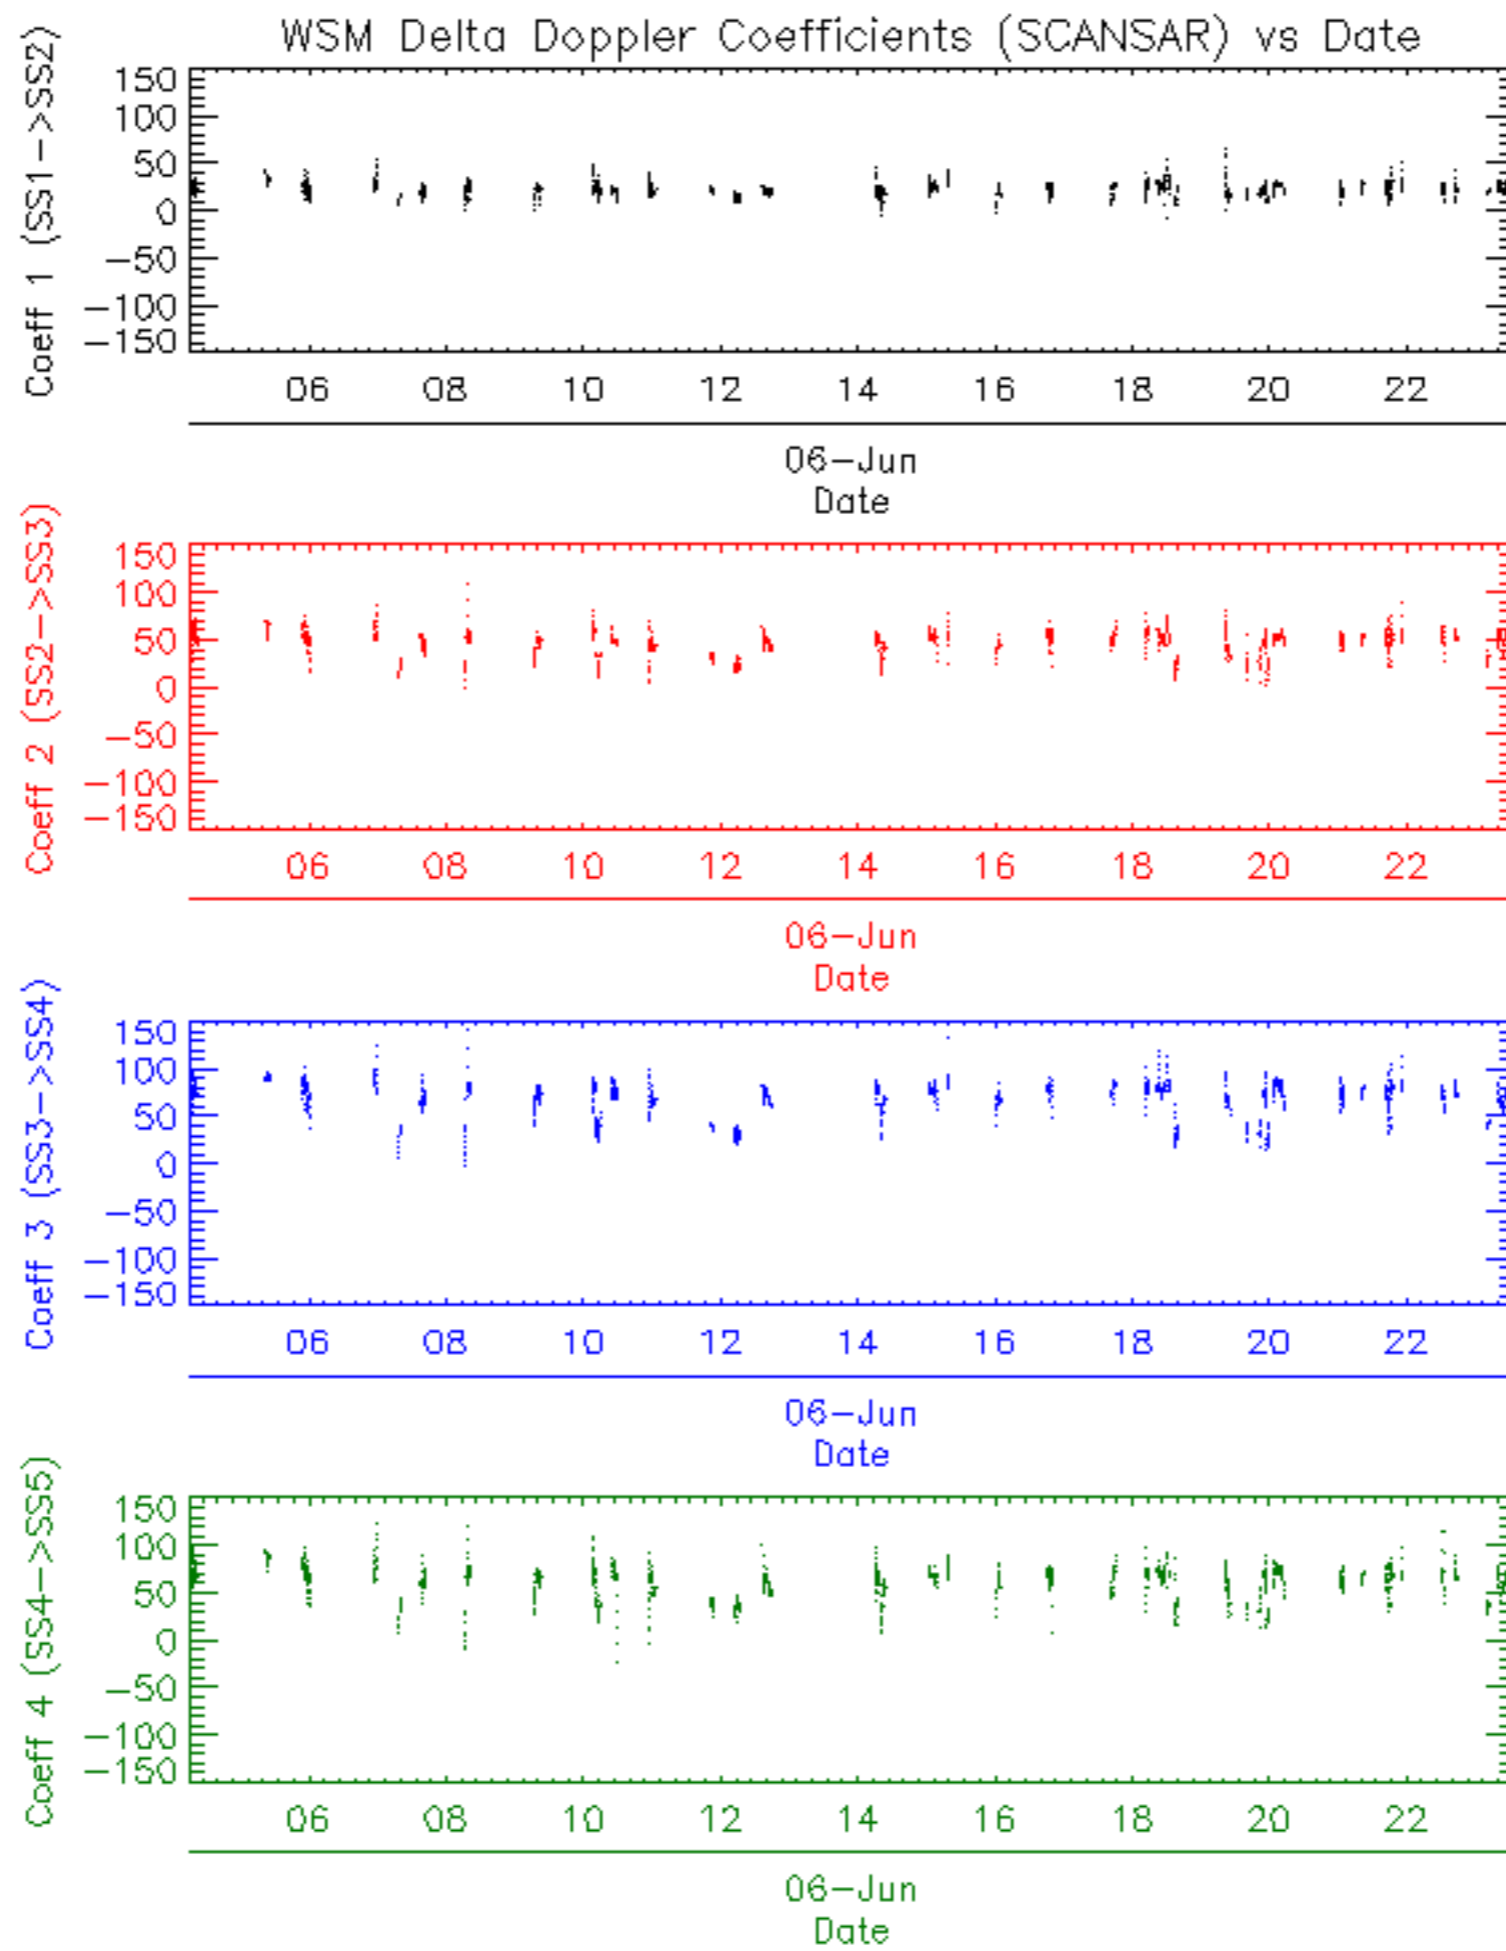 WSM Delta Doppler Coefficients (SCANSAR) vs Date
Coeff 1 (SS1->SS2)
150
100
50
0
-50
-100
-150
06 08 10 12 14 16 18 20 22
06-Jun
Date
Coeff 2 (SS2->SS3)
150
100
50
0
-50
-100
-150
06 08 10 12 14 16 18 20 22
06-Jun
Date
Coeff 3 (SS3->SS4)
150
100
50
0
-50
-100
-150
06 08 10 12 14 16 18 20 22
06-Jun
Date
Coeff 4 (SS4->SS5)
150
100
50
0
-50
-100
-150
06 08 10 12 14 16 18 20 22
06-Jun
Date